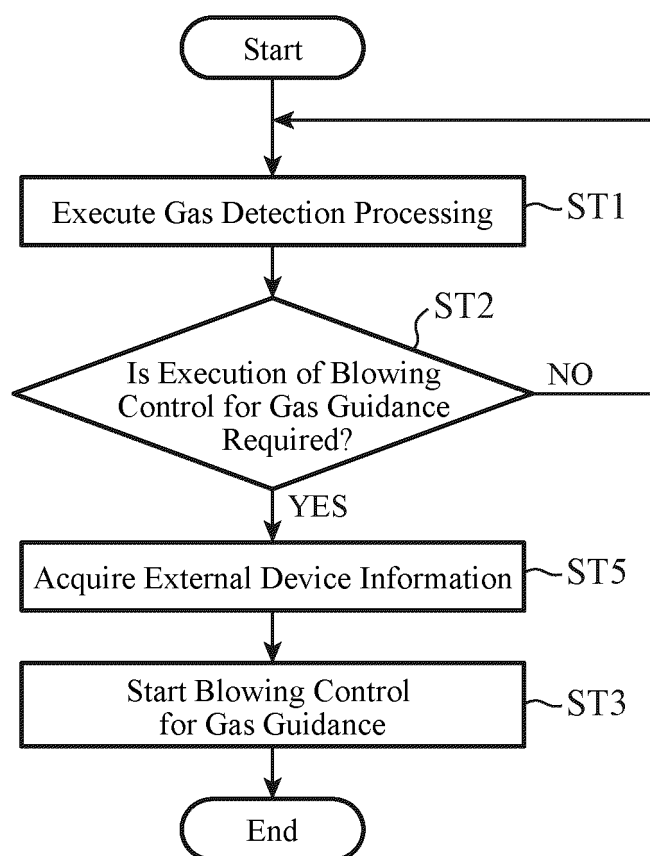 Start
Execute Gas Detection Processing
ST1
ST2
Is Execution of Blowing
Control for Gas Guidance
Required?
NO
YES
Acquire External Device Information
ST5
Start Blowing Control
for Gas Guidance
ST3
End